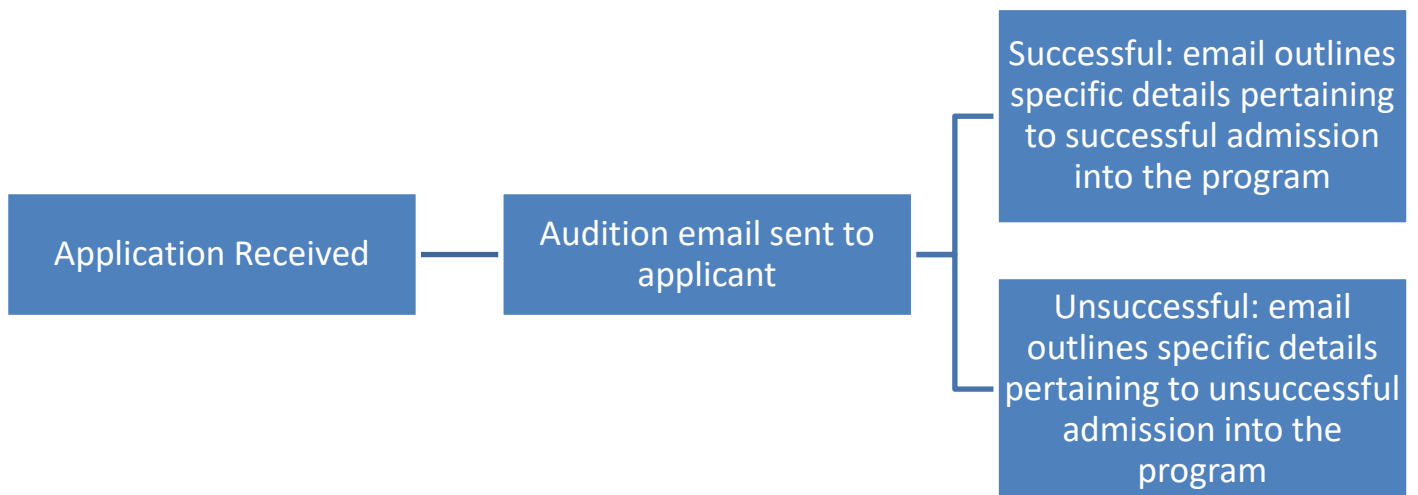 Application Received
Audition email sent to
applicant
Successful: email outlines
specific details pertaining
to successful admission
into the program
Unsuccessful: email
outlines specific details
pertaining to unsuccessful
admission into the
program